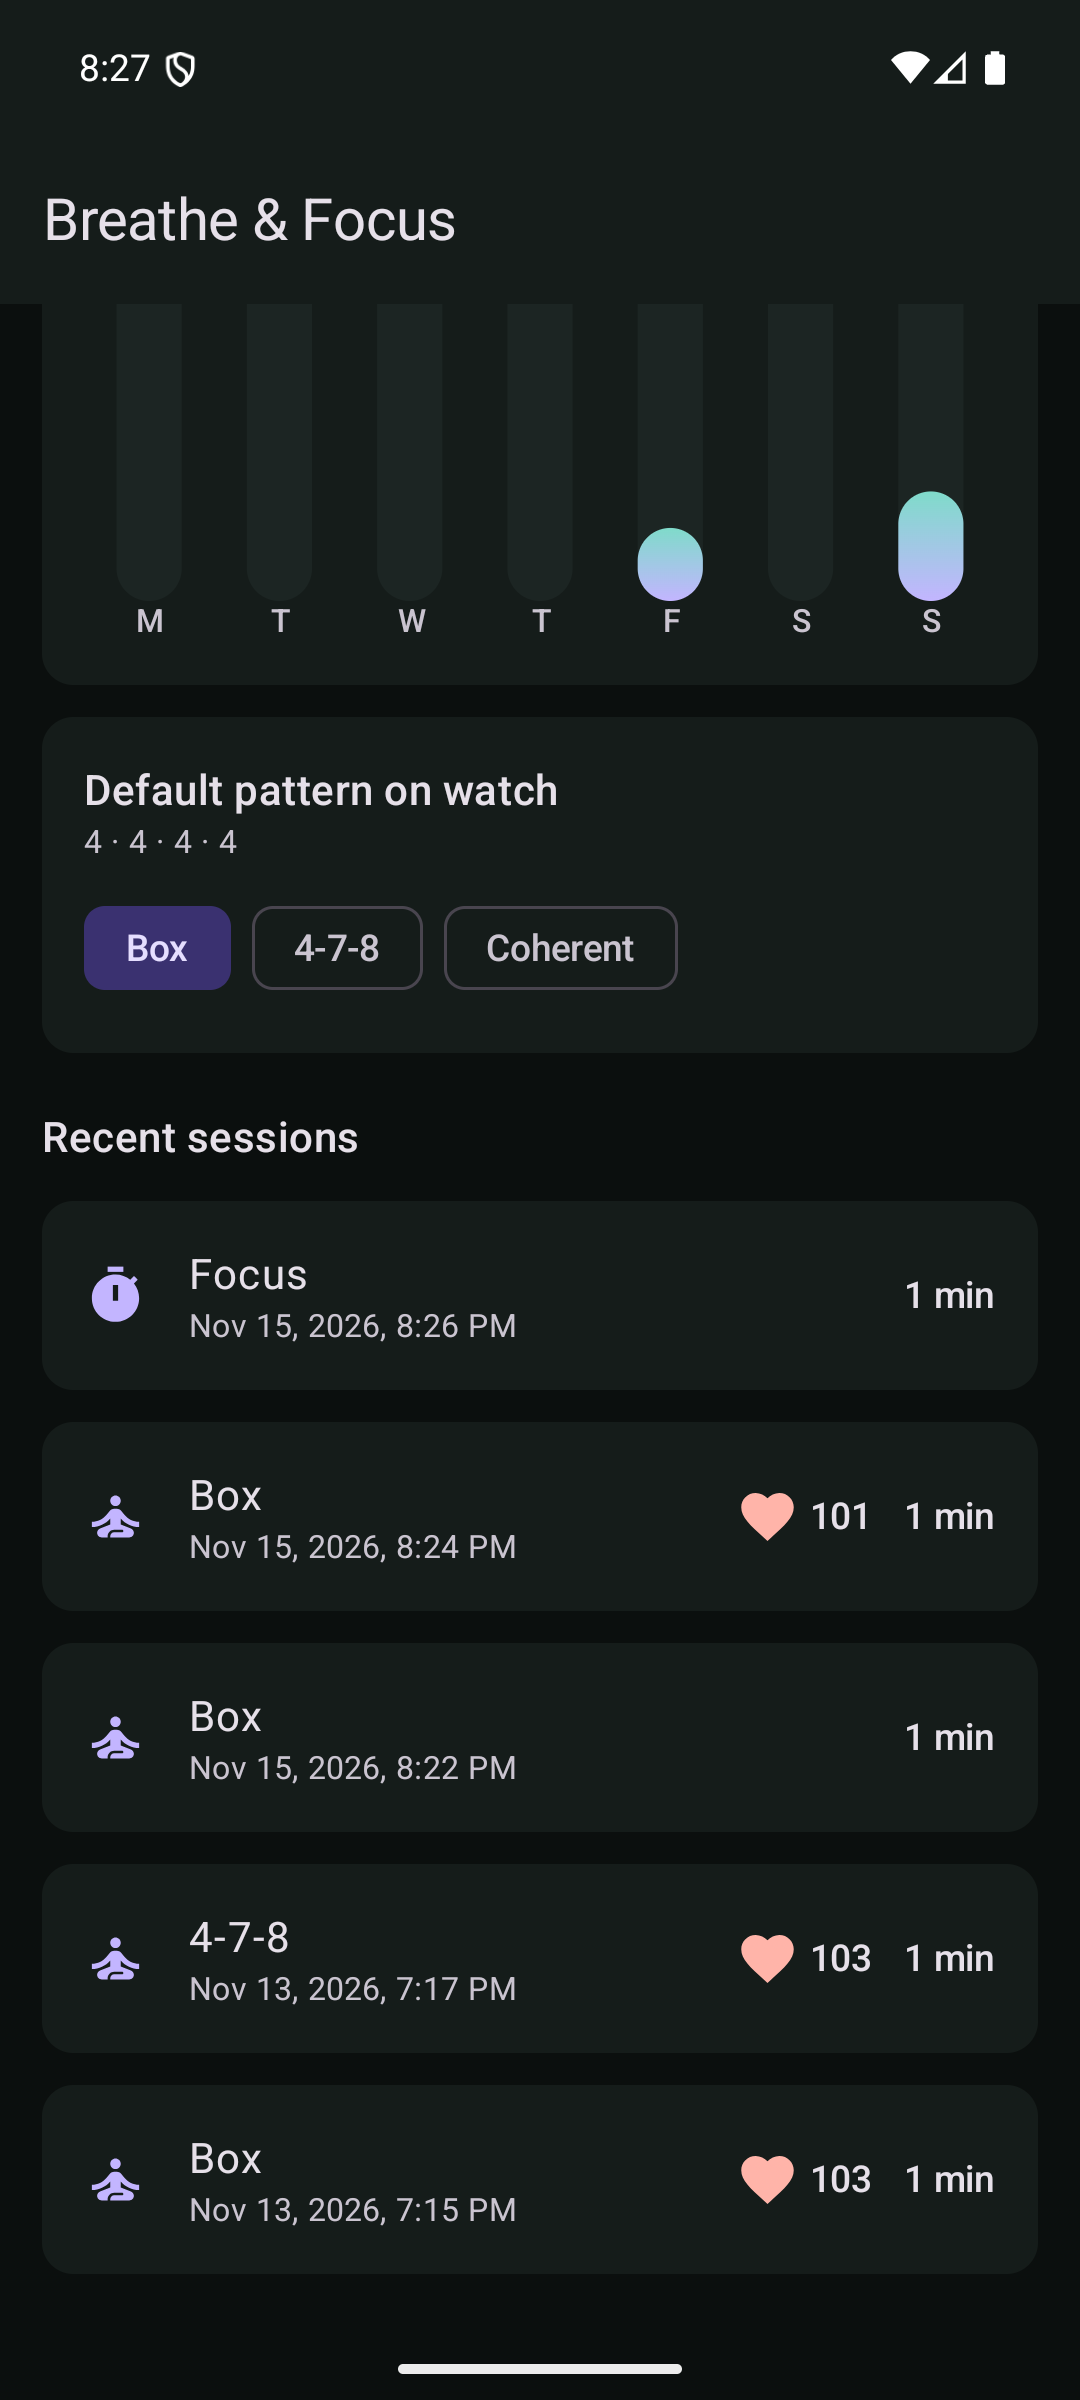 8:27
Breathe & Focus
M T W T F S S
Default pattern on watch
4 · 4 · 4 · 4
Box 4-7-8 Coherent
Recent sessions
Focus
Nov 15, 2026, 8:26 PM
1 min
Box
Nov 15, 2026, 8:24 PM
101 1 min
Box
Nov 15, 2026, 8:22 PM
1 min
4-7-8
Nov 13, 2026, 7:17 PM
103 1 min
Box
Nov 13, 2026, 7:15 PM
103 1 min